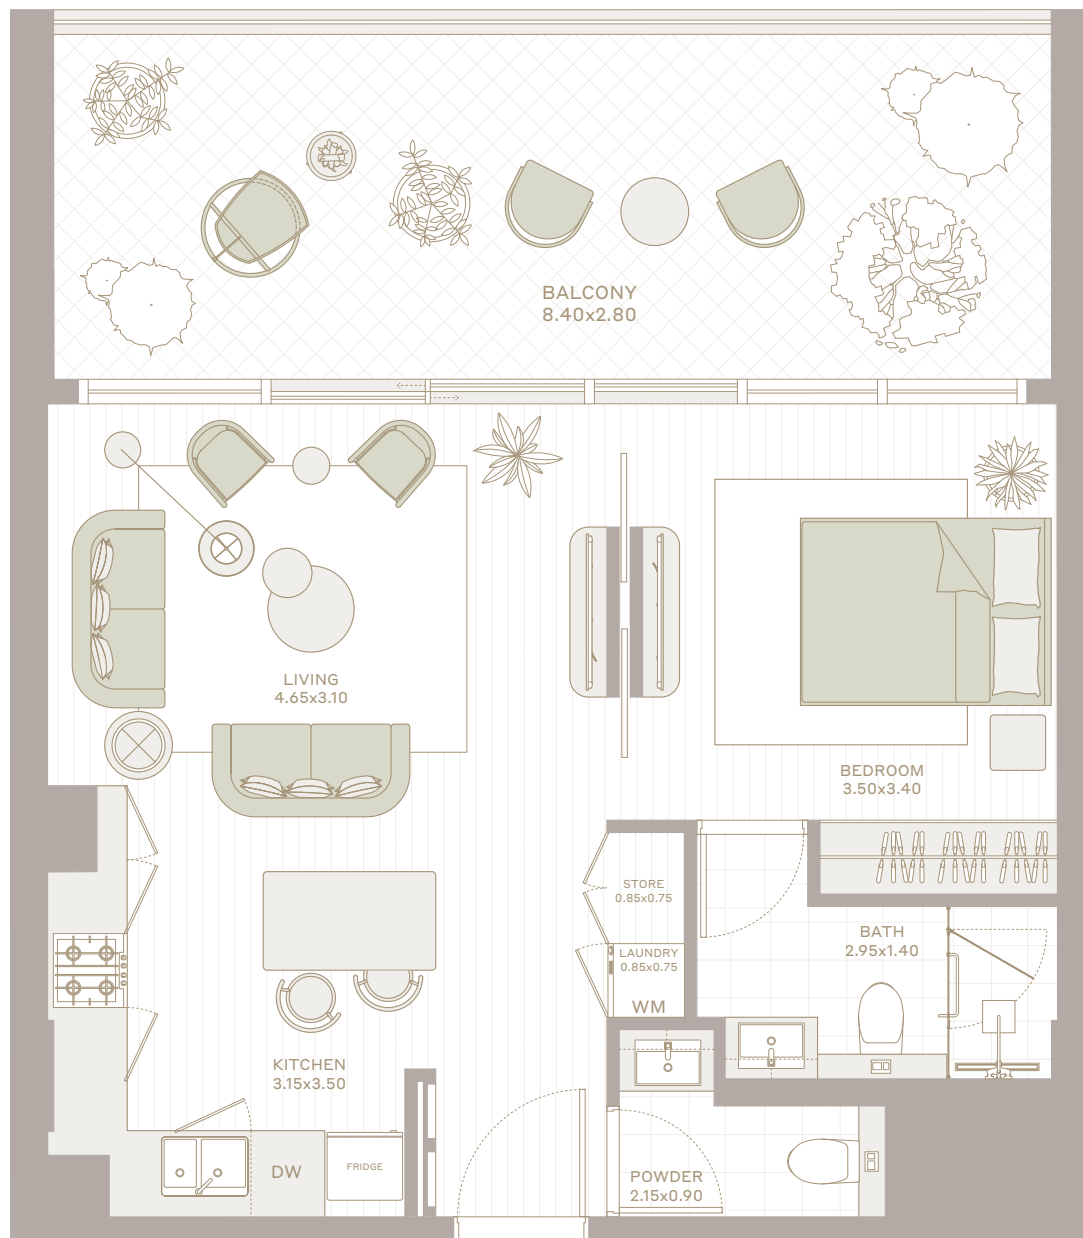 BALCONY
8.40x2.80
LIVING
4.65x3.10
BEDROOM
3.50x3.40
STORE
0.85x0.75
BATH
2.95x1.40
LAUNDRY
0.85x0.75
WM
KITCHEN
3.15x3.50
DW
FRIDGE
POWDER
2.15x0.90